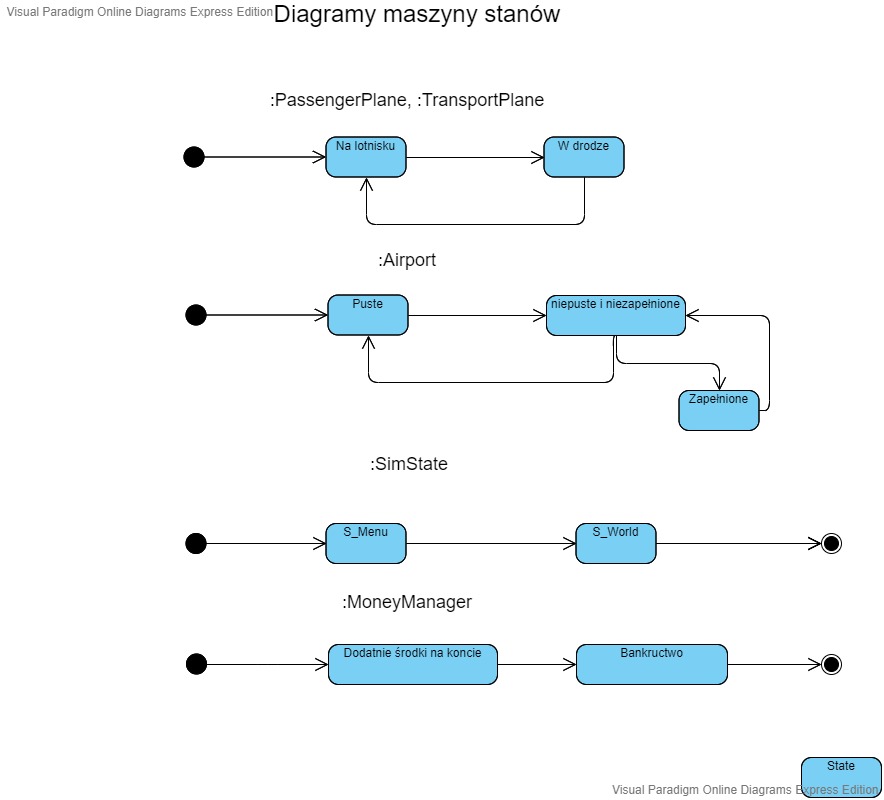 Visual Paradigm Online Diagrams Express Edition
Diagramy maszyny stanów
:PassengerPlane, :TransportPlane
Na lotnisku
W drodze
:Airport
Puste
niepuste i niezapełnione
Zapełnione
:SimState
S_Menu
S_World
:MoneyManager
Dodatnie środki na koncie
Bankructwo
State
Visual Paradigm Online Diagrams Express Edition